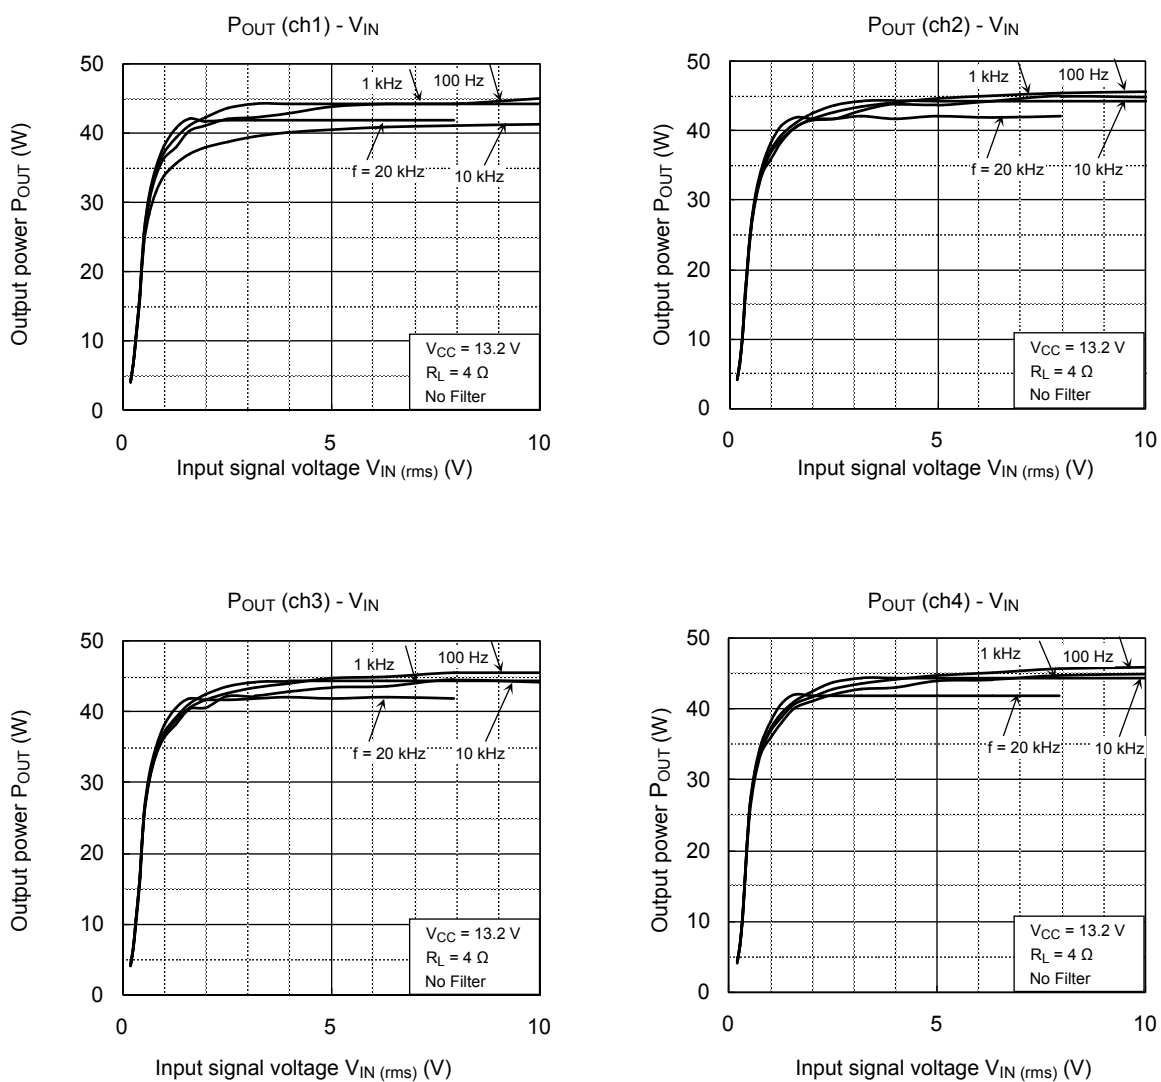 POUT (ch1) - VIN
Output power POUT (W)
50
40
30
20
10
0
1 kHz
100 Hz
f = 20 kHz
10 kHz
VCC = 13.2 V
RL = 4 Ω
No Filter
0
5
10
Input signal voltage VIN (rms) (V)
POUT (ch2) - VIN
Output power POUT (W)
50
40
30
20
10
0
1 kHz
100 Hz
f = 20 kHz
10 kHz
VCC = 13.2 V
RL = 4 Ω
No Filter
0
5
10
Input signal voltage VIN (rms) (V)
POUT (ch3) - VIN
Output power POUT (W)
50
40
30
20
10
0
1 kHz
100 Hz
f = 20 kHz
10 kHz
VCC = 13.2 V
RL = 4 Ω
No Filter
0
5
10
Input signal voltage VIN (rms) (V)
POUT (ch4) - VIN
Output power POUT (W)
50
40
30
20
10
0
1 kHz
100 Hz
f = 20 kHz
10 kHz
VCC = 13.2 V
RL = 4 Ω
No Filter
0
5
10
Input signal voltage VIN (rms) (V)